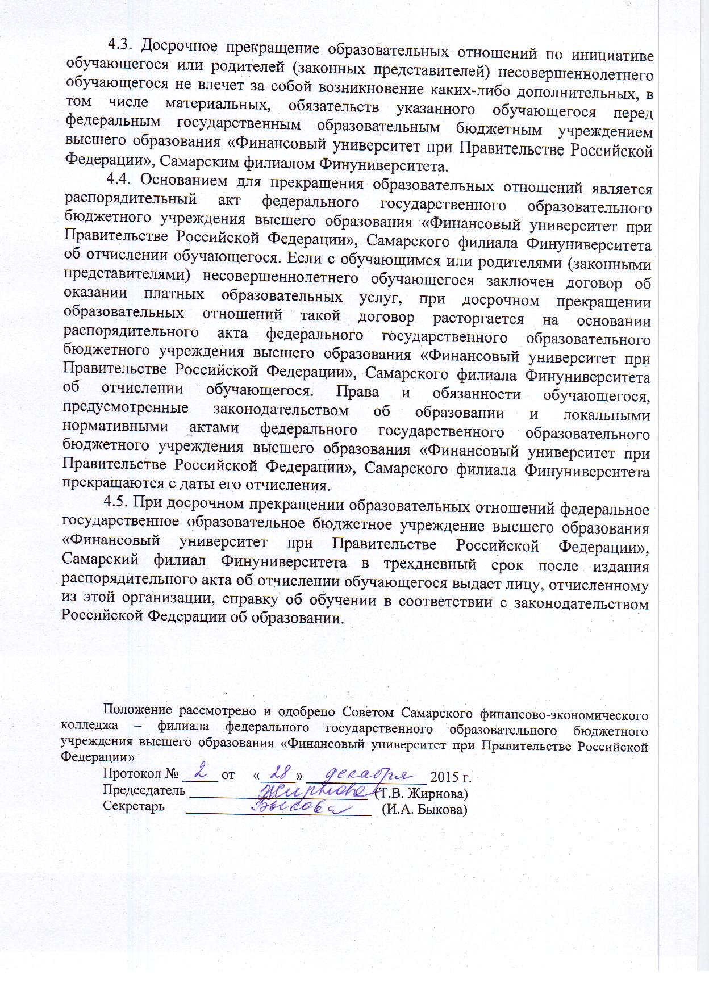 4.3. Досрочное прекращение образовательных отношений по инициативе
обучающегося или родителей (законных представителей) несовершеннолетнего
обучающегося не влечет за собой возникновение каких-либо дополнительных, в
том числе материальных, обязательств указанного обучающегося перед
федеральным государственным образовательным бюджетным учреждением
высшего образования «Финансовый университет при Правительстве Российской
Федерации», Самарским филиалом Финуниверситета.
4.4. Основанием для прекращения образовательных отношений является
распорядительный акт федерального государственного образовательного
бюджетного учреждения высшего образования «Финансовый университет при
Правительстве Российской Федерации», Самарского филиала Финуниверситета
об отчислении обучающегося. Если с обучающимся или родителями (законными
представителями) несовершеннолетнего обучающегося заключен договор об
оказании платных образовательных услуг, при досрочном прекращении
образовательных отношений такой договор расторгается на основании
распорядительного акта федерального государственного образовательного
бюджетного учреждения высшего образования «Финансовый университет при
Правительстве Российской Федерации», Самарского филиала Финуниверситета
об отчислении обучающегося. Права и обязанности обучающегося,
предусмотренные законодательством об образовании и локальными
нормативными актами федерального государственного образовательного
бюджетного учреждения высшего образования «Финансовый университет при
Правительстве Российской Федерации», Самарского филиала Финуниверситета
прекращаются с даты его отчисления.
4.5. При досрочном прекращении образовательных отношений федеральное
государственное образовательное бюджетное учреждение высшего образования
«Финансовый университет при Правительстве Российской Федерации»,
Самарский филиал Финуниверситета в трехдневный срок после издания
распорядительного акта об отчислении обучающегося выдает лицу, отчисленному
из этой организации, справку об обучении в соответствии с законодательством
Российской Федерации об образовании.
Положение рассмотрено и одобрено Советом Самарского финансово-экономического
колледжа – филиала федерального государственного образовательного бюджетного
учреждения высшего образования «Финансовый университет при Правительстве Российской
Федерации»
Протокол № 2 от «28» декабря 2015 г.
Председатель Жирнова (Т.В. Жирнова)
Секретарь Быкова (И.А. Быкова)